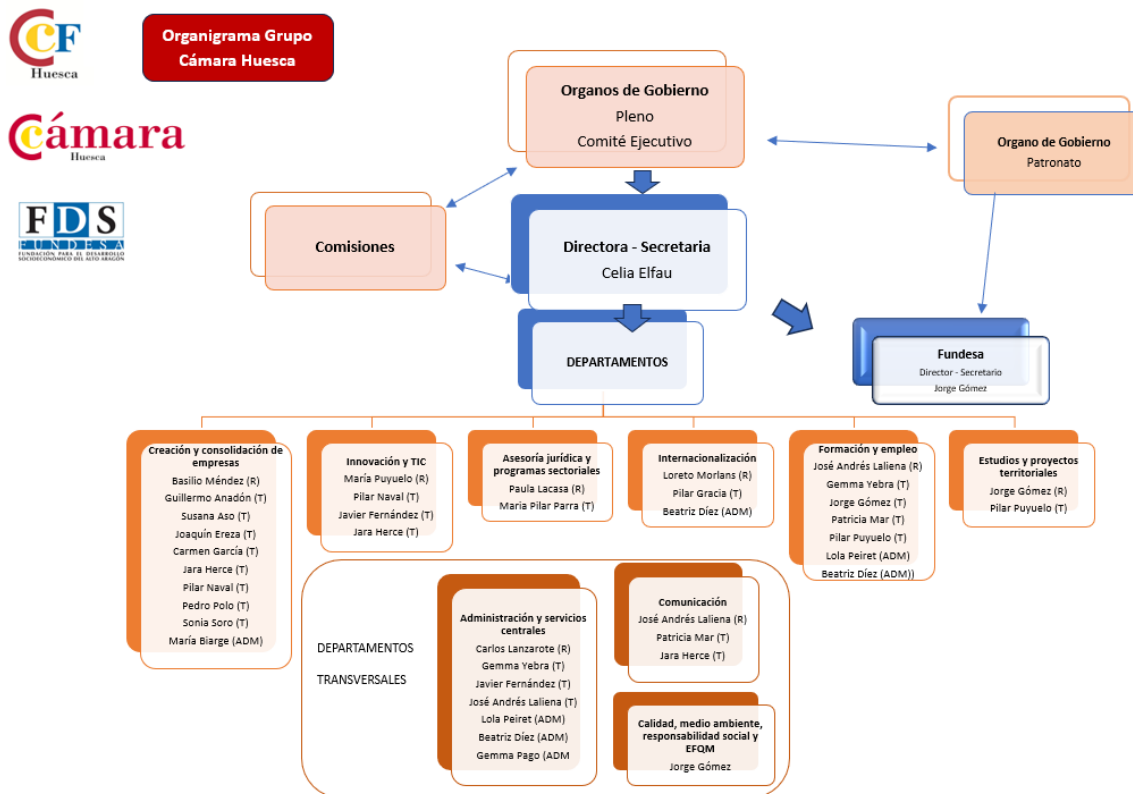 CCF
Huesca
Organigrama Grupo
Cámara Huesca
Cámara
Huesca
FDS
FUNDESA
FUNDACIÓN PARA EL DESARROLLO
SOCIOECONÓMICO DEL ALTO ARAGÓN
Organos de Gobierno
Pleno
Comité Ejecutivo
Organo de Gobierno
Patronato
Comisiones
Directora - Secretaria
Celia Elfau
DEPARTAMENTOS
Fundesa
Director - Secretario
Jorge Gómez
Creación y consolidación de
empresas
Basilio Méndez (R)
Guillermo Anadón (T)
Susana Aso (T)
Joaquín Ereza (T)
Carmen García (T)
Jara Herce (T)
Pilar Naval (T)
Pedro Polo (T)
Sonia Soro (T)
María Biarge (ADM)
Innovación y TIC
María Puyuelo (R)
Pilar Naval (T)
Javier Fernández (T)
Jara Herce (T)
Asesoría jurídica y
programas sectoriales
Paula Lacasa (R)
Maria Pilar Parra (T)
Internacionalización
Loreto Morlans (R)
Pilar Gracia (T)
Beatriz Díez (ADM)
Formación y empleo
José Andrés Laliena (R)
Gemma Yebra (T)
Jorge Gómez (T)
Patricia Mar (T)
Pilar Puyuelo (T)
Lola Peiret (ADM)
Beatriz Díez (ADM))
Estudios y proyectos
territoriales
Jorge Gómez (R)
Pilar Puyuelo (T)
DEPARTAMENTOS
TRANSVERSALES
Administración y servicios
centrales
Carlos Lanzarote (R)
Gemma Yebra (T)
Javier Fernández (T)
José Andrés Laliena (T)
Lola Peiret (ADM)
Beatriz Díez (ADM)
Gemma Pago (ADM
Comunicación
José Andrés Laliena (R)
Patricia Mar (T)
Jara Herce (T)
Calidad, medio ambiente,
responsabilidad social y
EFQM
Jorge Gómez